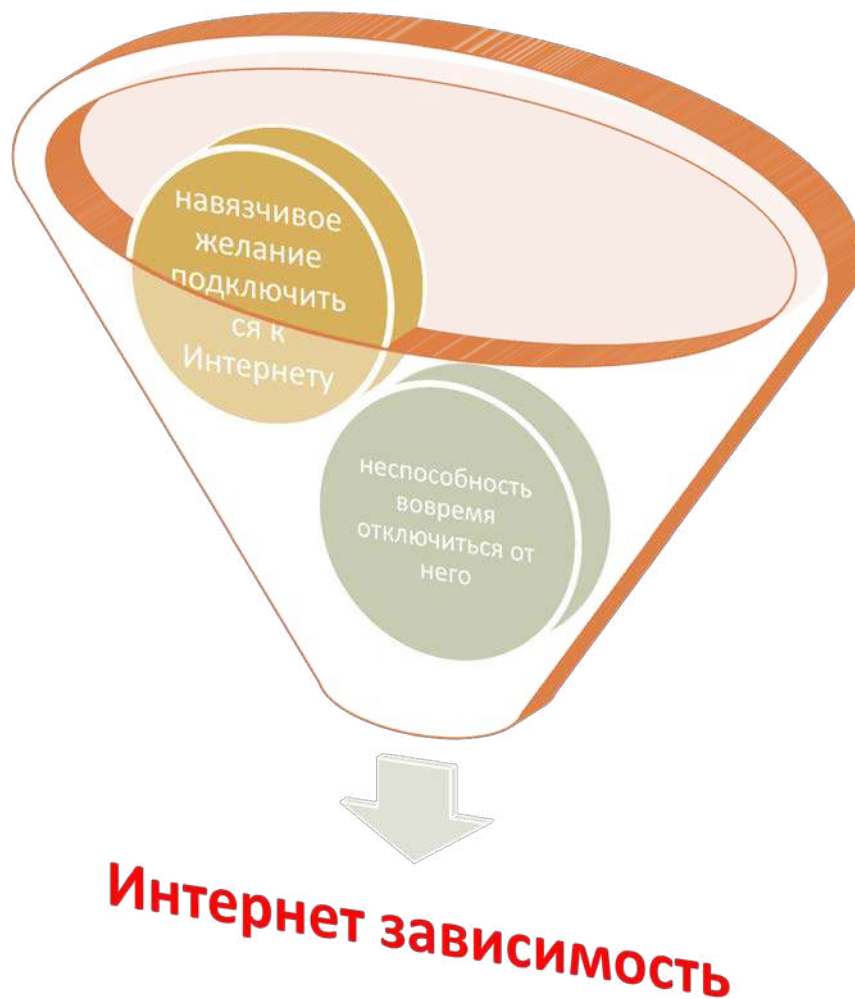 навязчивое
желание
подключить
ся к
Интернету
неспособность
вовремя
отключиться от
него
Интернет зависимость